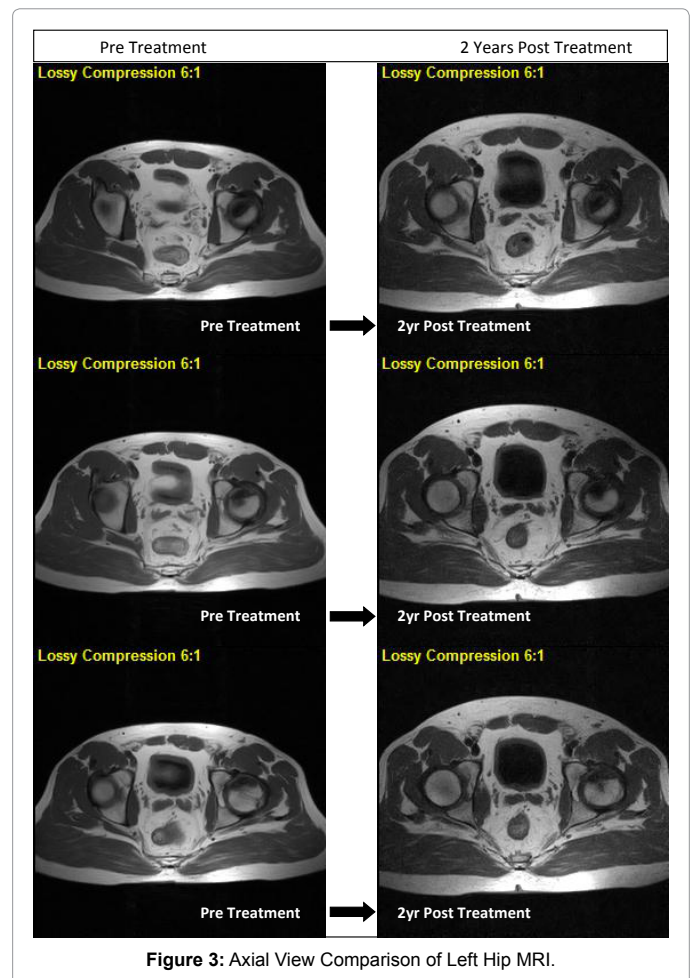 Pre Treatment 2 Years Post Treatment
Lossy Compression 6:1 Lossy Compression 6:1
Pre Treatment 2yr Post Treatment
Lossy Compression 6:1 Lossy Compression 6:1
Pre Treatment 2yr Post Treatment
Lossy Compression 6:1 Lossy Compression 6:1
Pre Treatment 2yr Post Treatment
Figure 3: Axial View Comparison of Left Hip MRI.